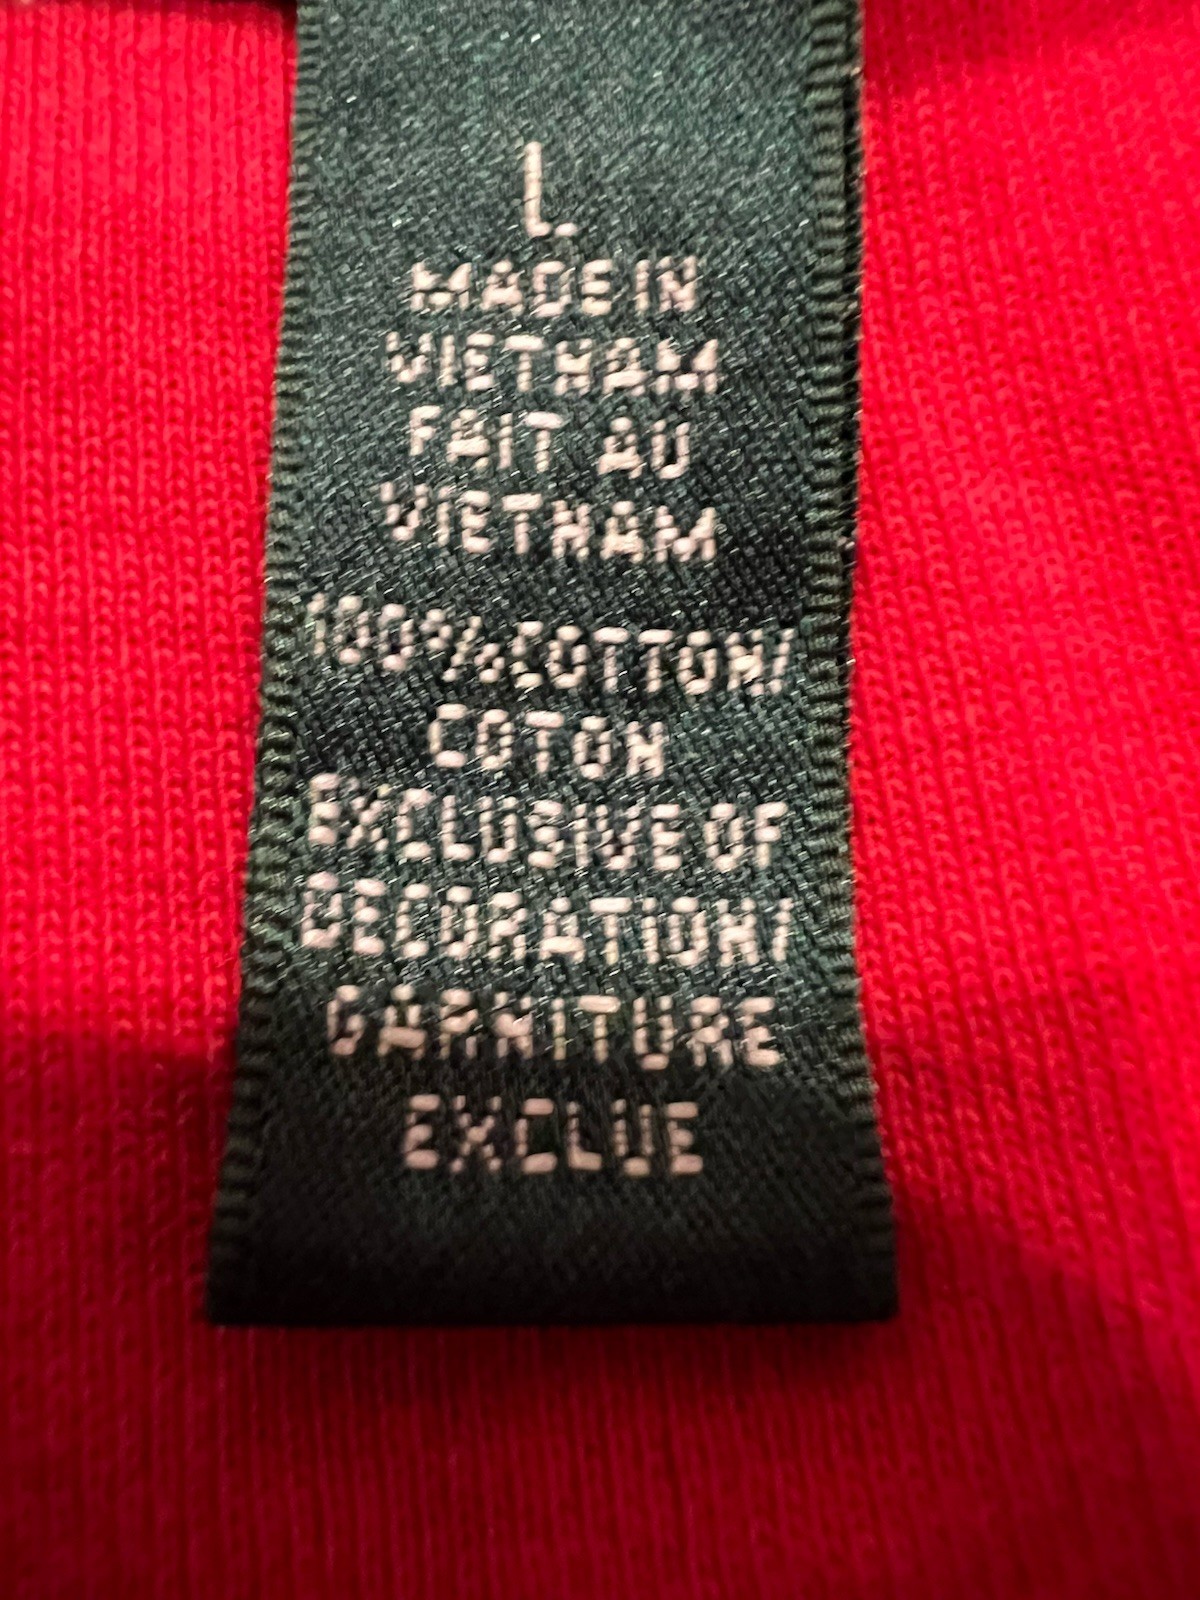 L
MADE IN
VIETNAM
FAIT AU
VIETNAM
100% COTTON/
COTON
EXCLUSIVE OF
DECORATION/
GARNITURE
EXCLUE